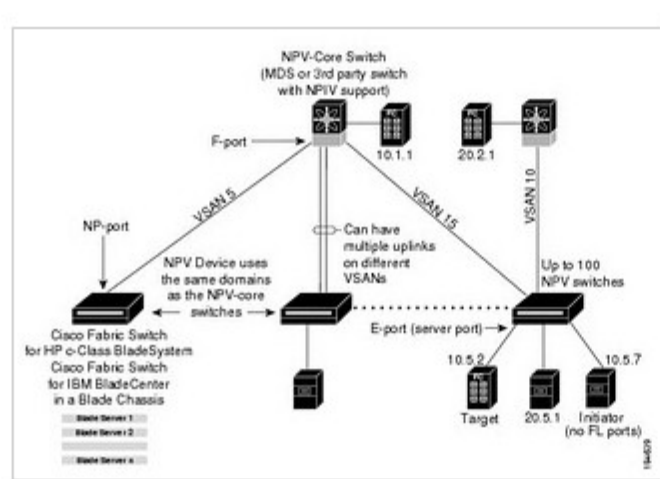 NPV-Core Switch
(MDS or 3rd party switch
with NPIV support)
FC
FC
F-port
10.1.1
20.2.1
VSAN 5
VSAN 15
VSAN 10
NP-port
Can have
multiple uplinks
on different
VSANs
NPV Device uses
the same domains
as the NPV-core
switches
Up to 100
NPV switches
Cisco Fabric Switch
for HP c-Class BladeSystem
Cisco Fabric Switch
for IBM BladeCenter
in a Blade Chassis
E-port (server port)
10.5.2
10.5.7
FC
Target
20.5.1
Initiator
(no FL ports)
Blade Server 1
Blade Server 2
Blade Server n